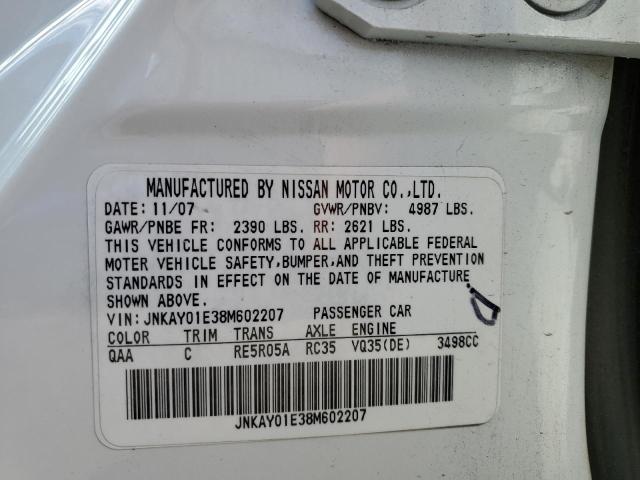 MANUFACTURED BY NISSAN MOTOR CO.,LTD.
DATE: 11/07 GVWR/PNBV: 4987 LBS.
GAWR/PNBE FR: 2390 LBS. RR: 2621 LBS.
THIS VEHICLE CONFORMS TO ALL APPLICABLE FEDERAL
MOTOR VEHICLE SAFETY,BUMPER,AND THEFT PREVENTION
STANDARDS IN EFFECT ON THE DATE OF MANUFACTURE
SHOWN ABOVE.
VIN:JNKAY01E38M602207 PASSENGER CAR
COLOR TRIM TRANS AXLE ENGINE
QAA C RE5R05A RC35 VQ35(DE) 3498CC
JNKAY01E38M602207